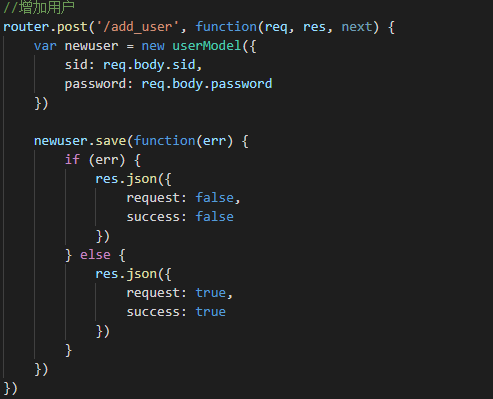 //增加用户
router.post('/add_user', function(req, res, next) {
    var newuser = new userModel({
        sid: req.body.sid,
        password: req.body.password
    })

    newuser.save(function(err) {
        if (err) {
            res.json({
                request: false,
                success: false
            })
        } else {
            res.json({
                request: true,
                success: true
            })
        }
    })
})